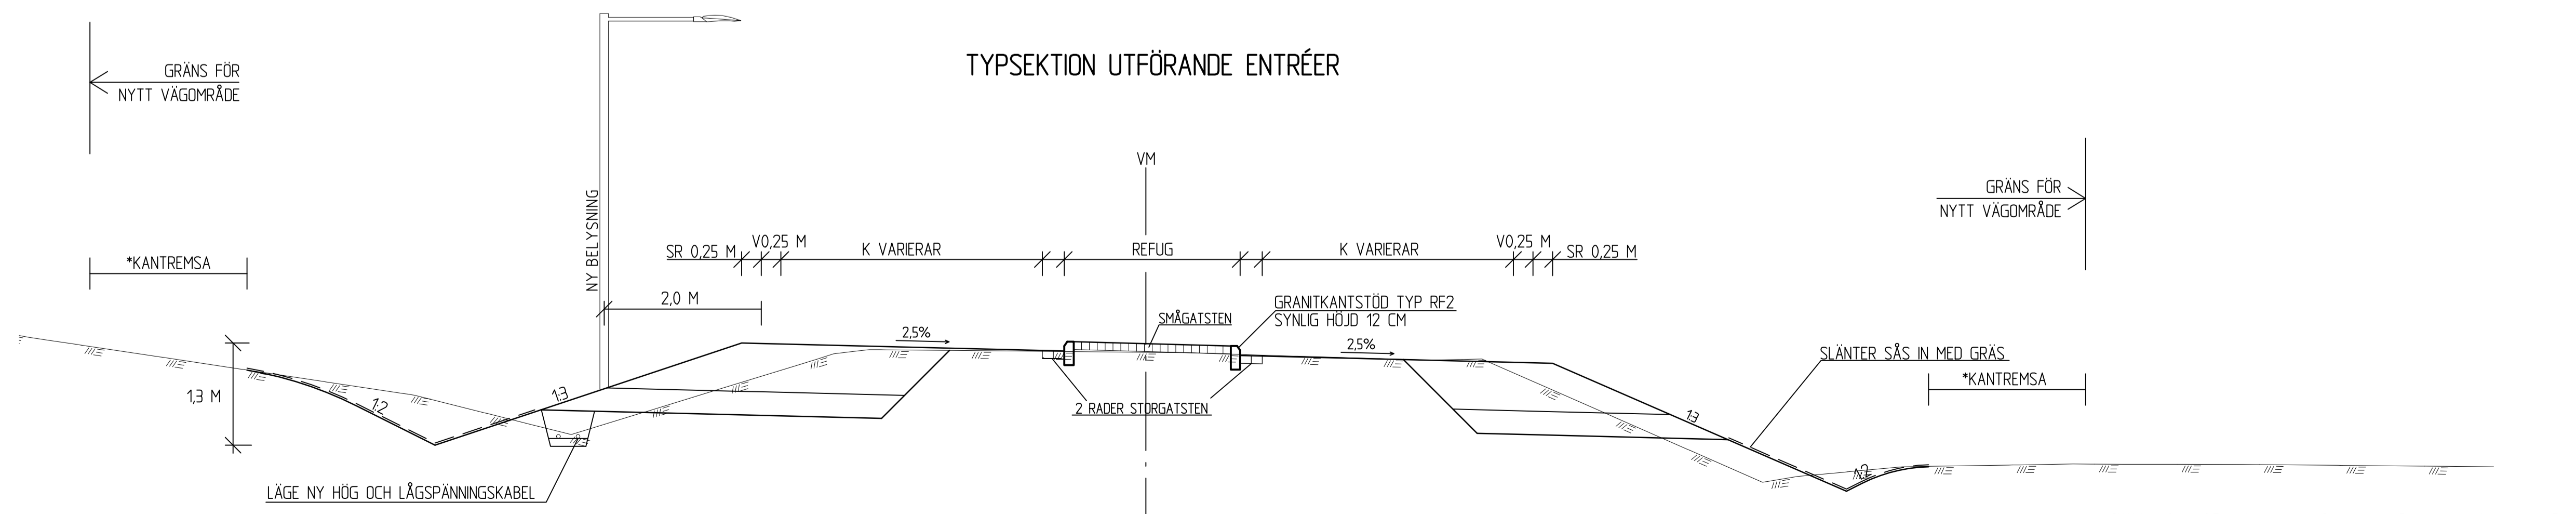 TYPSEKTION UTFÖRANDE ENTRÉER
GRÄNS FÖR
NYTT VÄGOMRÅDE
VM
GRÄNS FÖR
NYTT VÄGOMRÅDE
NY BELYSNING
*KANTREMSA
SR 0,25 M
V0,25 M
K VARIERAR
REFUG
K VARIERAR
V0,25 M
SR 0,25 M
2,0 M
GRANITKANTSTÖD TYP RF2
SYNLIG HÖJD 12 CM
SMÅGATSTEN
2,5%
2,5%
SLÄNTER SÅS IN MED GRÄS
*KANTREMSA
1,3 M
1:2
1:3
2 RADER STORGATSTEN
1:3
1:2
LÄGE NY HÖG OCH LÅGSPÄNNINGSKABEL